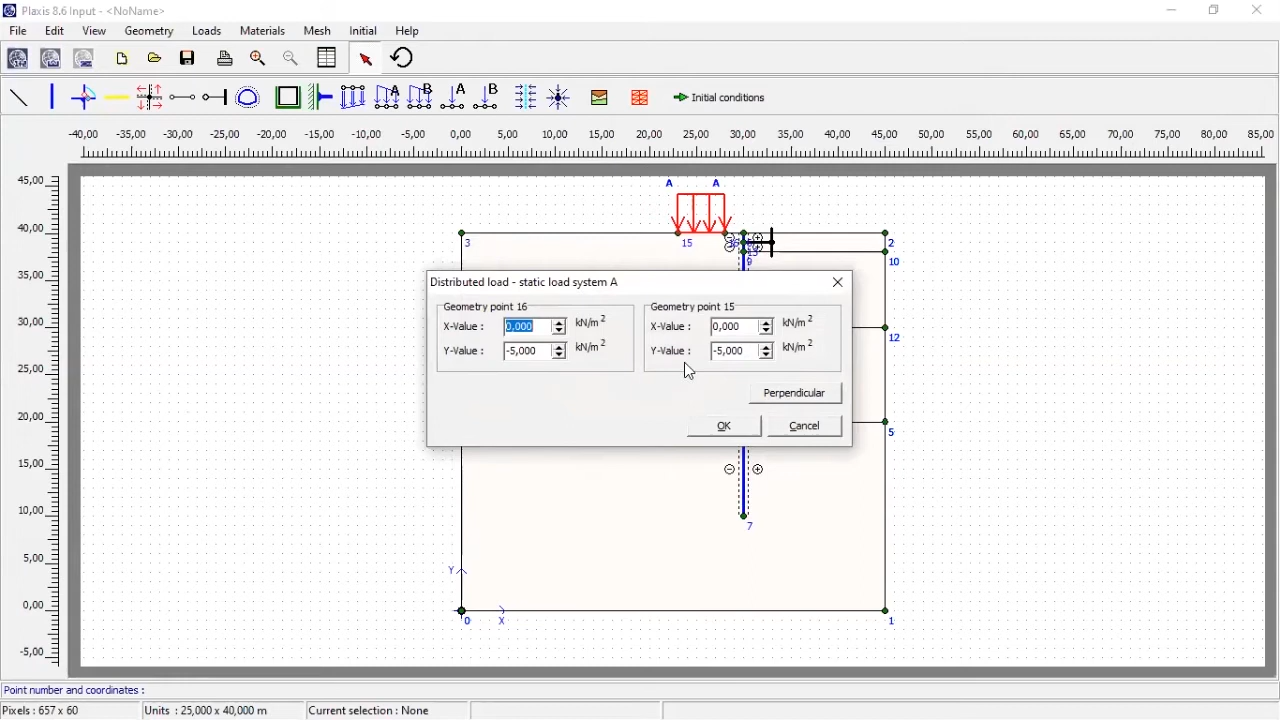 Plaxis 8.6 Input - <NoName>
File Edit View Geometry Loads Materials Mesh Initial Help
A B A B Initial conditions
-40,00 -35,00 -30,00 -25,00 -20,00 -15,00 -10,00 -5,00 0,00 5,00 10,00 15,00 20,00 25,00 30,00 35,00 40,00 45,00 50,00 55,00 60,00 65,00 70,00 75,00 80,00 85,00
45,00
40,00
35,00
30,00
25,00
20,00
15,00
10,00
5,00
0,00
-5,00
A A
3 15 2
9 10
Distributed load - static load system A
Geometry point 16 Geometry point 15
X-Value : 0,000 kN/m 2 X-Value : 0,000 kN/m 2
Y-Value : -5,000 kN/m 2 Y-Value : -5,000 kN/m 2
Perpendicular
OK Cancel
12
5
7
Y
0 X 1
Point number and coordinates :
Pixels : 657 x 60 Units : 25,000 x 40,000 m Current selection : None